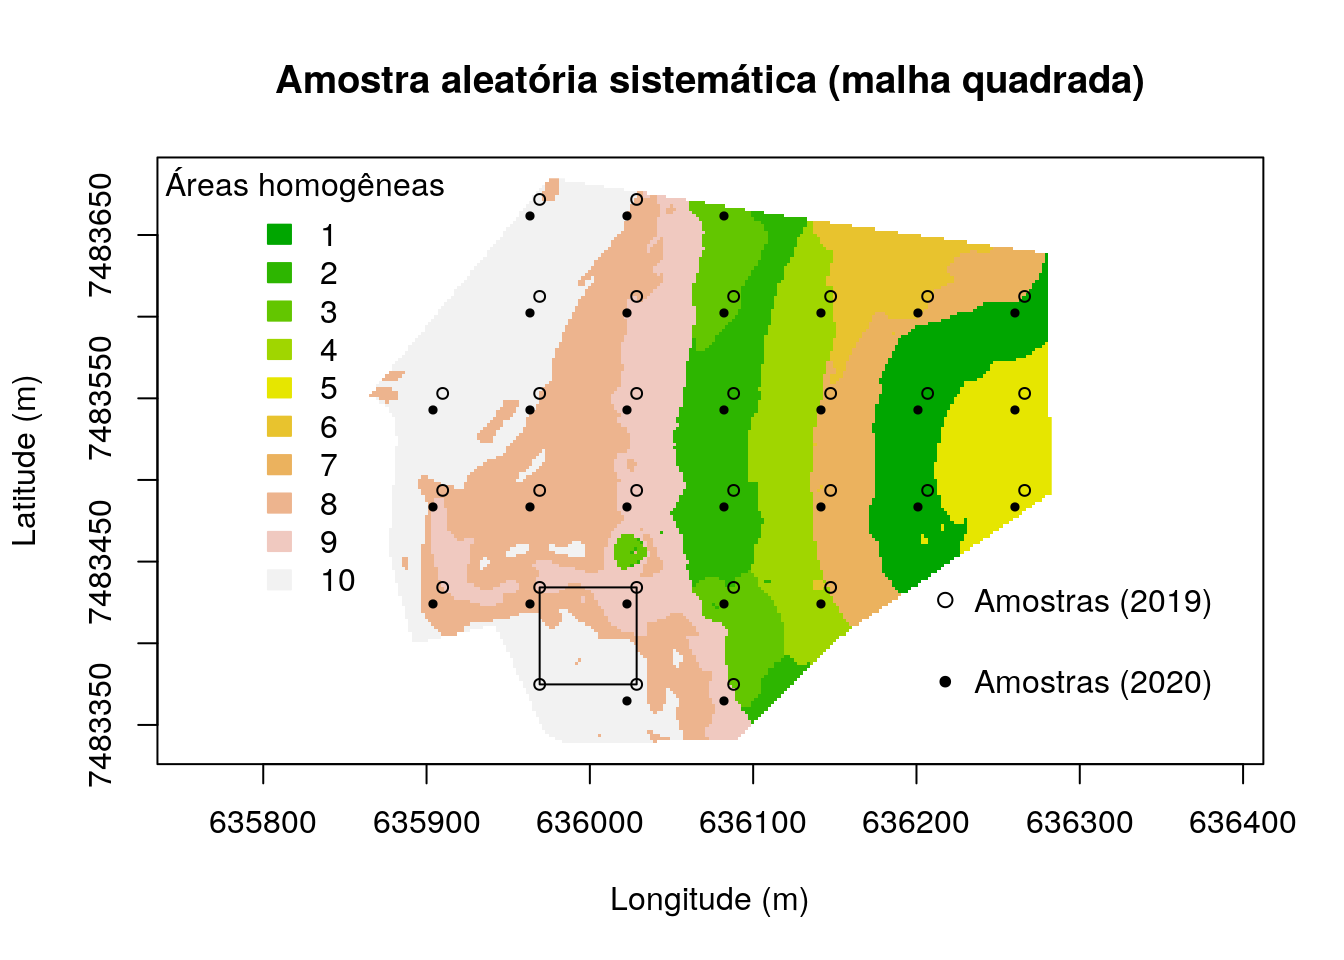 Amostra aleatória sistemática (malha quadrada)
Áreas homogêneas
1
2
3
4
5
6
7
8
9
10
Amostras (2019)
Amostras (2020)
Latitude (m)
7483650
7483550
7483450
7483350
635800 635900 636000 636100 636200 636300 636400
Longitude (m)